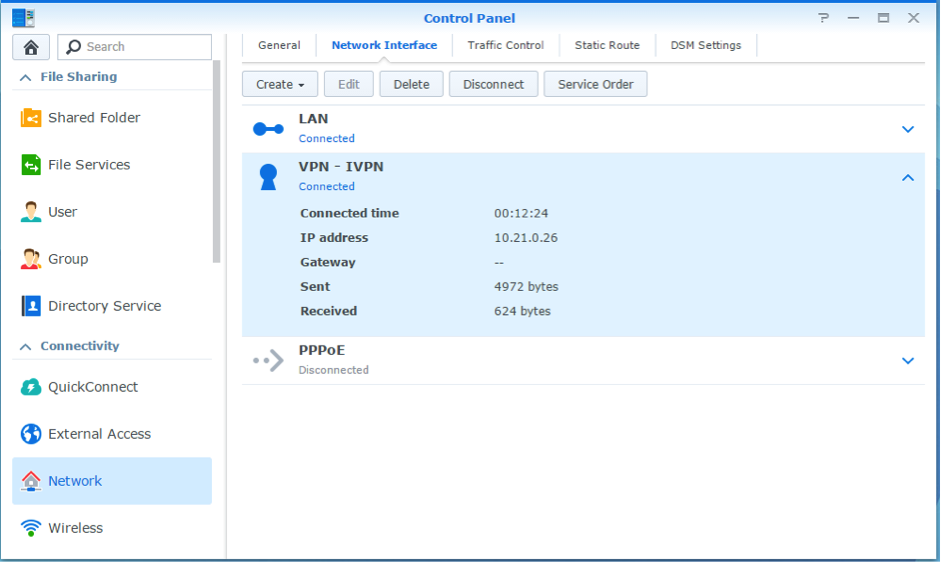 Control Panel
Search
File Sharing
Shared Folder
File Services
User
Group
Directory Service
Connectivity
QuickConnect
External Access
Network
Wireless
General Network Interface Traffic Control Static Route DSM Settings
Create Edit Delete Disconnect Service Order
LAN
Connected
VPN - IVPN
Connected
Connected time 00:12:24
IP address 10.21.0.26
Gateway --
Sent 4972 bytes
Received 624 bytes
PPPoE
Disconnected